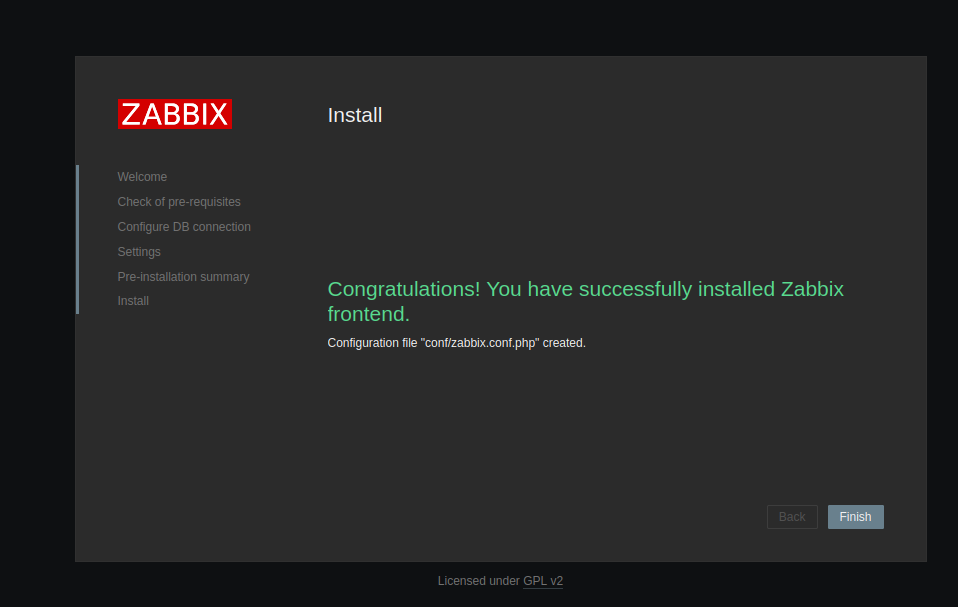 ZABBIX
Install
Welcome
Check of pre-requisites
Configure DB connection
Settings
Pre-installation summary
Install
Congratulations! You have successfully installed Zabbix
frontend.
Configuration file "conf/zabbix.conf.php" created.
Back
Finish
Licensed under GPL v2